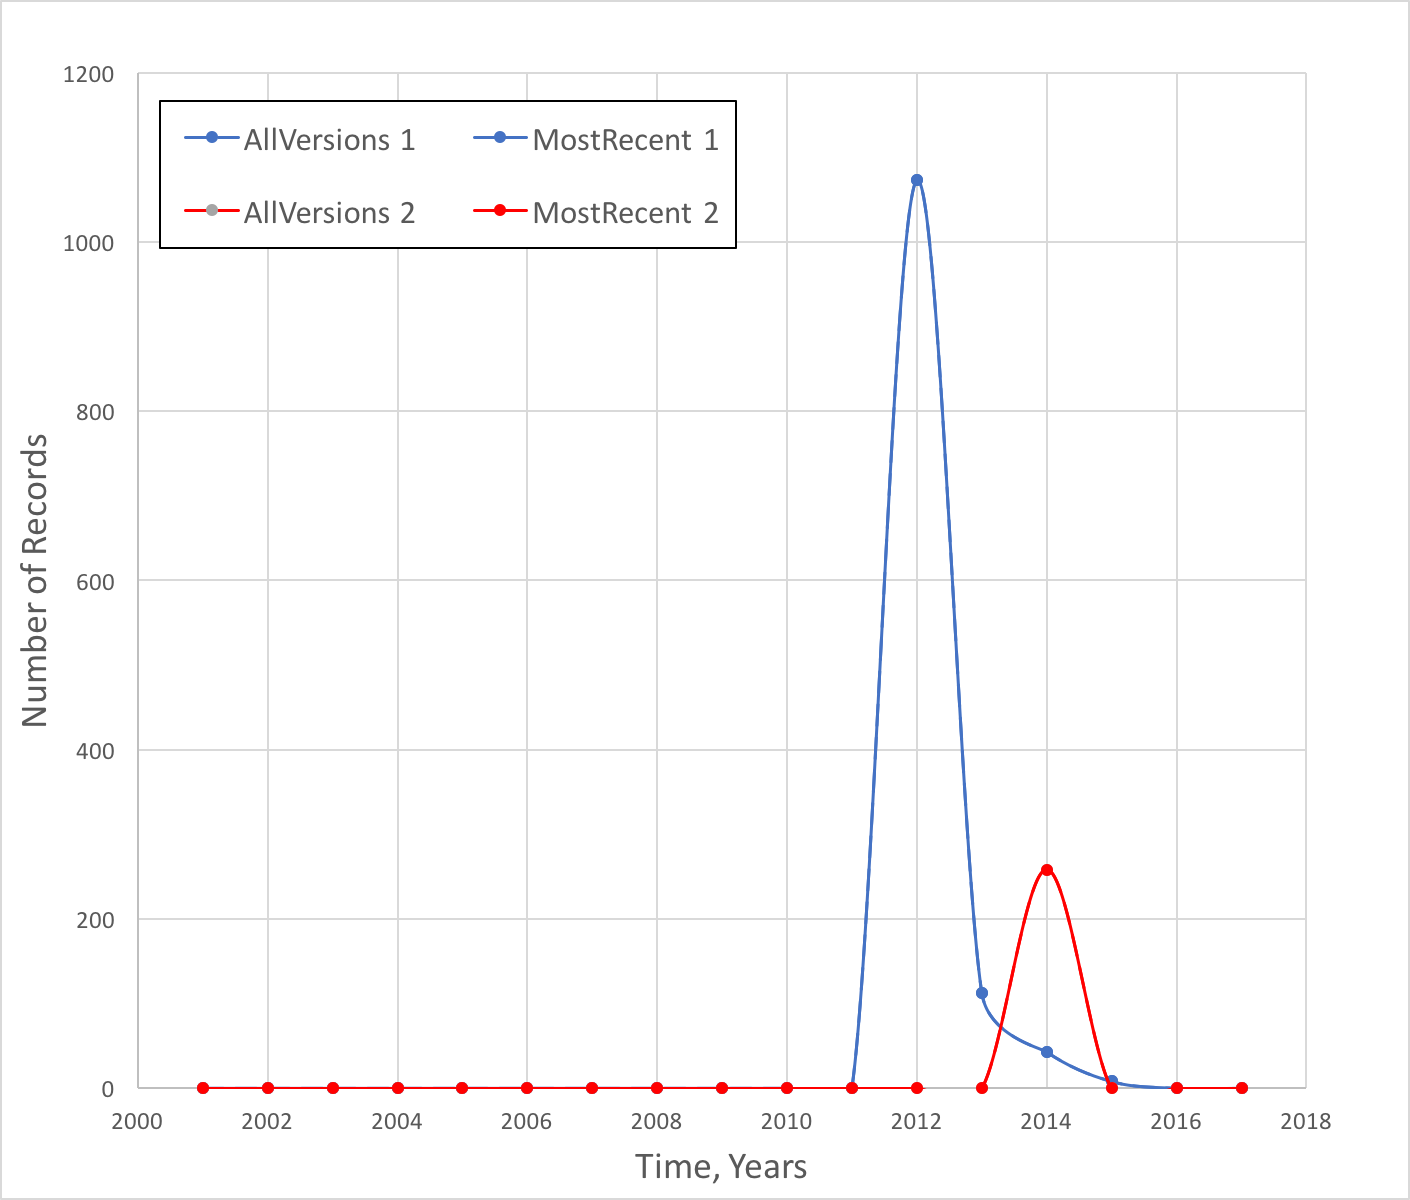 1200
1000
800
600
400
200
0
AllVersions 1 MostRecent 1
AllVersions 2 MostRecent 2
Number of Records
2000 2002 2004 2006 2008 2010 2012 2014 2016 2018
Time, Years